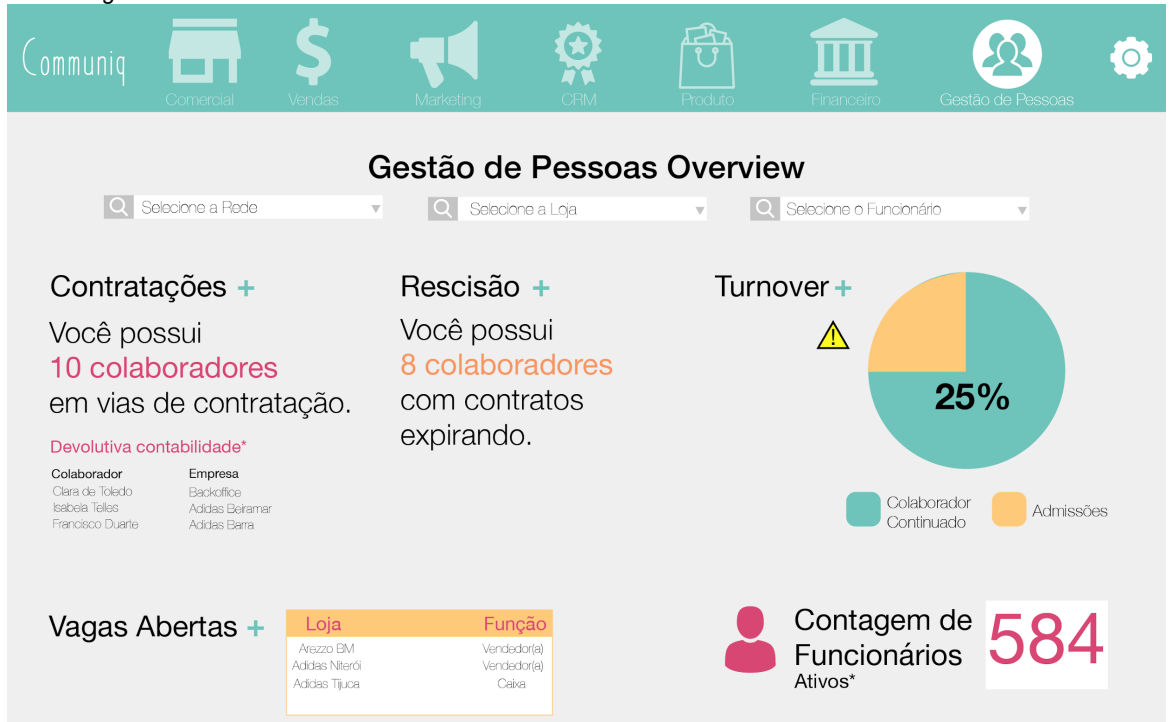 Communiq
Comercial
Vendas
Marketing
CRM
Produto
Financeiro
Gestão de Pessoas
Gestão de Pessoas Overview
Selecione a Rede
Selecione a Loja
Selecione o Funcionário
Contratações +
Você possui
10 colaboradores
em vias de contratação.
Devolutiva contabilidade*
Colaborador Empresa
Clara de Toledo Backoffice
Isabela Telles Adidas Beiramar
Francisco Duarte Adidas Barra
Rescisão +
Você possui
8 colaboradores
com contratos
expirando.
Turnover +
25%
Colaborador
Continuado
Admissões
Vagas Abertas +
Loja Função
Arezzo BM Vendedor(a)
Adidas Niterói Vendedor(a)
Adidas Tijuca Caixa
Contagem de
Funcionários
Ativos*
584